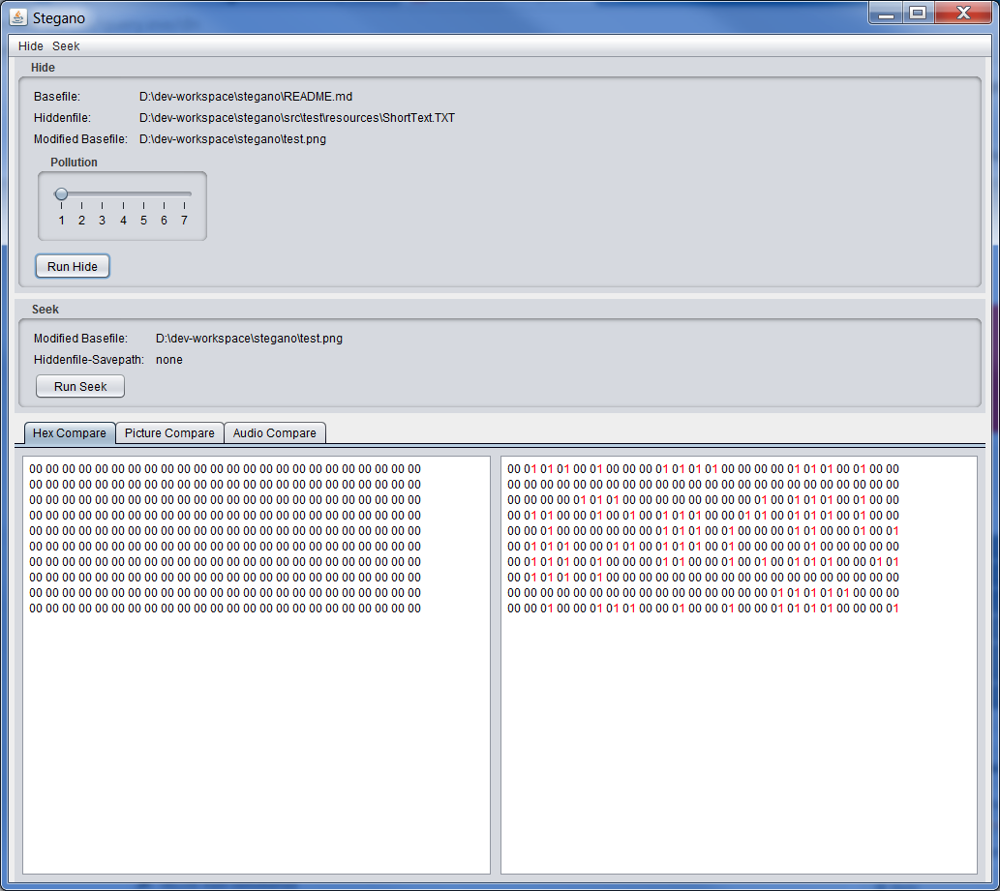 Stegano
Hide Seek
Hide
Basefile: D:\dev-workspace\stegano\README.md
Hiddenfile: D:\dev-workspace\stegano\src\test\resources\ShortText.TXT
Modified Basefile: D:\dev-workspace\stegano\test.png
Pollution
1 2 3 4 5 6 7
Run Hide
Seek
Modified Basefile: D:\dev-workspace\stegano\test.png
Hiddenfile-Savepath: none
Run Seek
Hex Compare Picture Compare Audio Compare
00 00 00 00 00 00 00 00 00 00 00 00 00 00 00 00 00 00 00 00 00 00 00 00
00 00 00 00 00 00 00 00 00 00 00 00 00 00 00 00 00 00 00 00 00 00 00 00
00 00 00 00 00 00 00 00 00 00 00 00 00 00 00 00 00 00 00 00 00 00 00 00
00 00 00 00 00 00 00 00 00 00 00 00 00 00 00 00 00 00 00 00 00 00 00 00
00 00 00 00 00 00 00 00 00 00 00 00 00 00 00 00 00 00 00 00 00 00 00 00
00 00 00 00 00 00 00 00 00 00 00 00 00 00 00 00 00 00 00 00 00 00 00 00
00 00 00 00 00 00 00 00 00 00 00 00 00 00 00 00 00 00 00 00 00 00 00 00
00 00 00 00 00 00 00 00 00 00 00 00 00 00 00 00 00 00 00 00 00 00 00 00
00 00 00 00 00 00 00 00 00 00 00 00 00 00 00 00 00 00 00 00 00 00 00 00
00 00 00 00 00 00 00 00 00 00 00 00 00 00 00 00 00 00 00 00 00 00 00 00
00 01 01 01 00 01 00 00 00 01 01 01 01 00 00 00 00 01 01 01 00 01 00 00
00 00 00 00 00 00 00 00 00 00 00 00 00 00 00 00 00 00 00 00 00 00 00 00
00 00 00 00 01 01 01 00 00 00 00 00 00 00 00 01 00 01 01 01 00 01 00 00
00 01 01 00 00 01 00 01 00 01 01 01 00 00 01 01 00 01 01 01 00 01 00 00
00 00 01 00 00 00 00 00 00 01 01 01 00 01 00 00 00 01 01 00 00 01 00 01
00 01 01 01 00 00 01 01 00 01 01 01 00 01 00 00 00 00 01 00 00 00 00 00
00 01 01 01 00 01 00 00 00 01 01 00 00 01 00 01 00 01 01 01 00 00 01 01
00 01 01 01 00 01 00 00 00 00 00 00 00 00 00 00 00 00 00 00 00 00 00 00
00 00 00 00 00 00 00 00 00 00 00 00 00 00 00 00 01 01 01 01 01 00 00 00
00 00 01 00 00 01 01 01 00 00 01 00 00 01 00 00 01 01 01 01 00 00 00 01